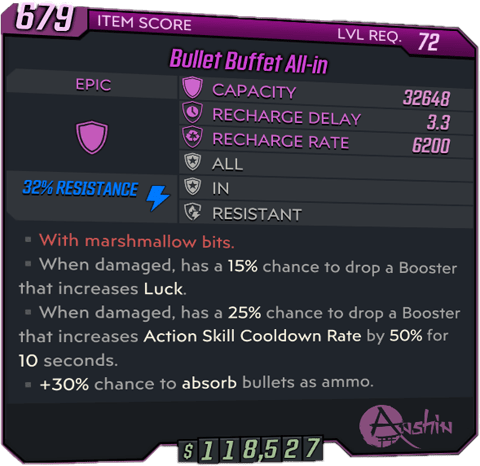 679 ITEM SCORE LVL REQ. 72
Bullet Buffet All-in
EPIC
CAPACITY 32648
RECHARGE DELAY 3.3
RECHARGE RATE 6200
ALL
32% RESISTANCE
IN
RESISTANT
▪ With marshmallow bits.
▪ When damaged, has a 15% chance to drop a Booster
that increases Luck.
▪ When damaged, has a 25% chance to drop a Booster
that increases Action Skill Cooldown Rate by 50% for
10 seconds.
▪ +30% chance to absorb bullets as ammo.
Anshin
$ 118,527